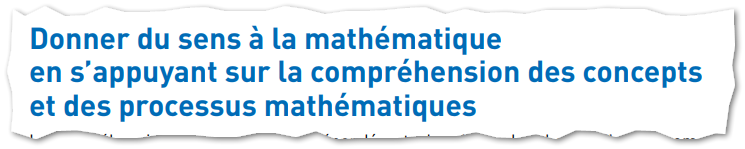 Donner du sens à la mathématique
en s’appuyant sur la compréhension des concepts
et des processus mathématiques